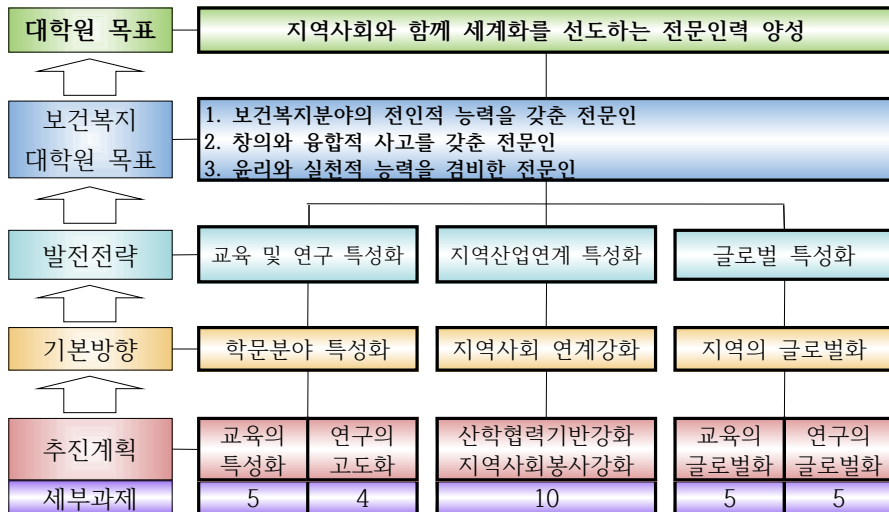 대학원 목표
지역사회와 함께 세계화를 선도하는 전문인력 양성
보건복지
대학원 목표
1. 보건복지분야의 전인적 능력을 갖춘 전문인
2. 창의와 융합적 사고를 갖춘 전문인
3. 윤리와 실천적 능력을 겸비한 전문인
발전전략
교육 및 연구 특성화
지역산업연계 특성화
글로벌 특성화
기본방향
학문분야 특성화
지역사회 연계강화
지역의 글로벌화
추진계획
교육의
특성화
연구의
고도화
산학협력기반강화
지역사회봉사강화
교육의
글로벌화
연구의
글로벌화
세부과제
5
4
10
5
5